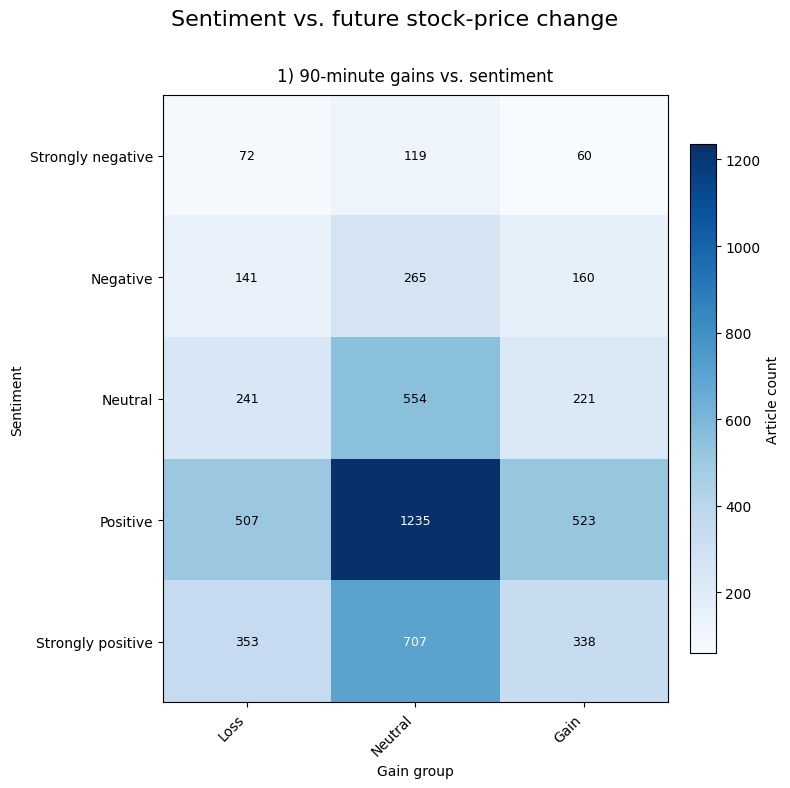 Sentiment vs. future stock-price change
1) 90-minute gains vs. sentiment
Strongly negative 72 119 60
Negative 141 265 160
Neutral 241 554 221
Positive 507 1235 523
Strongly positive 353 707 338
Loss Neutral Gain
Gain group
Sentiment
1200
1000
800
600
400
200
Article count